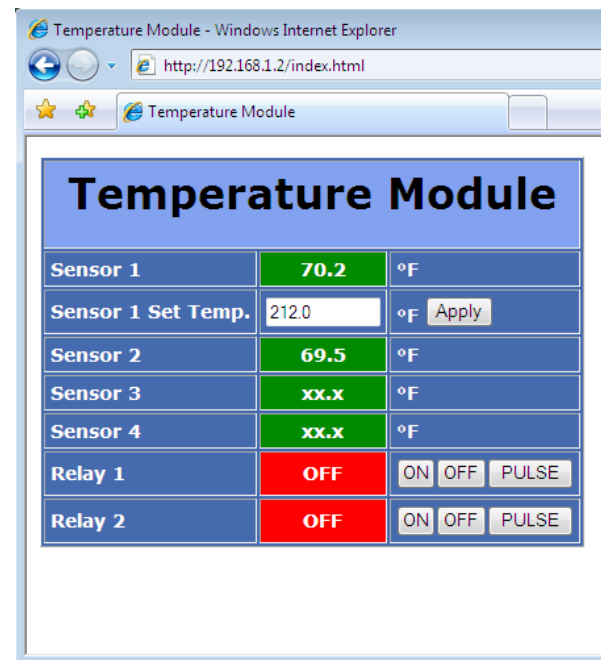 Temperature Module - Windows Internet Explorer
http://192.168.1.2/index.html
Temperature Module
Temperature Module
Sensor 1 70.2 °F
Sensor 1 Set Temp. 212.0 °F Apply
Sensor 2 69.5 °F
Sensor 3 xx.x °F
Sensor 4 xx.x °F
Relay 1 OFF ON OFF PULSE
Relay 2 OFF ON OFF PULSE